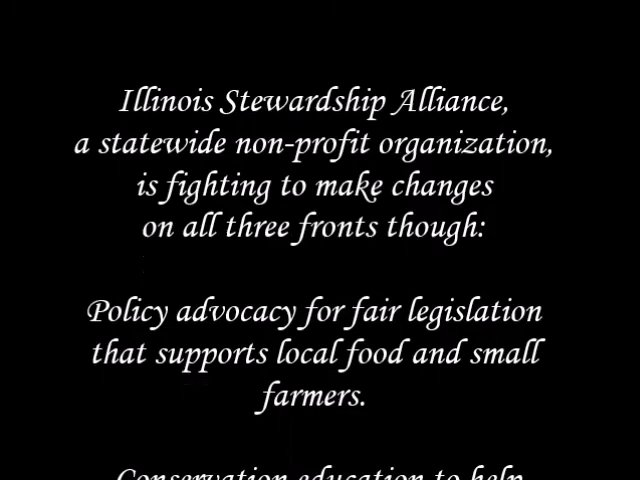 Illinois Stewardship Alliance,
a statewide non-profit organization,
is fighting to make changes
on all three fronts though:
Policy advocacy for fair legislation
that supports local food and small
farmers.
Conservation education to help